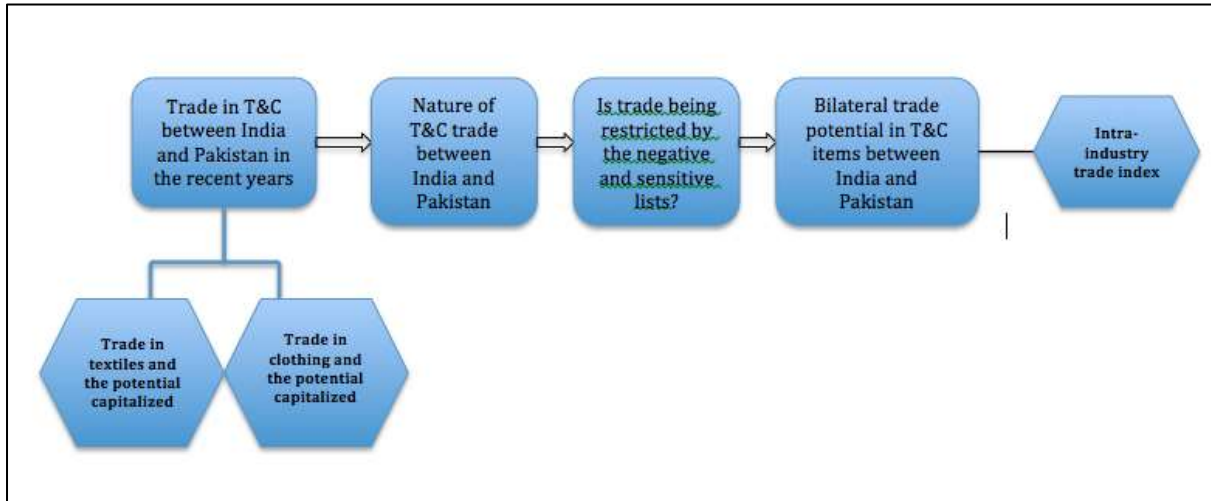 Trade in T&C
between India
and Pakistan in
the recent years
Nature of
T&C trade
between
India and
Pakistan
Is trade being
restricted by
the negative
and sensitive
lists?
Bilateral trade
potential in T&C
items between
India and
Pakistan
Intra-
industry
trade index
Trade in
textiles and
the potential
capitalized
Trade in
clothing and
the potential
capitalized